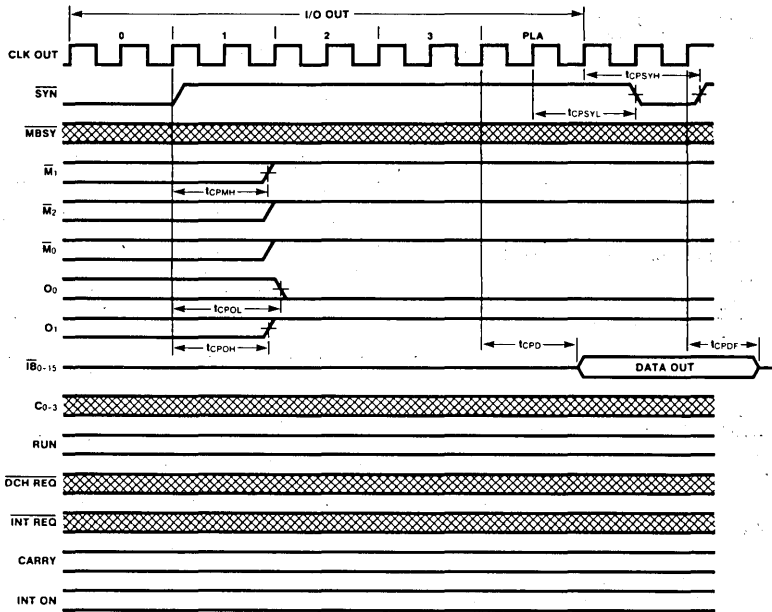 I/O OUT
0 1 2 3 PLA
CLK OUT
tCPSYH
SYN
tCPSYL
MBSY
M1
tCPMH
M2
M0
O0
tCPOL
O1
tCPOH tCPD tCPDF
IB0-15 DATA OUT
C0-3
RUN
DCH REQ
INT REQ
CARRY
INT ON